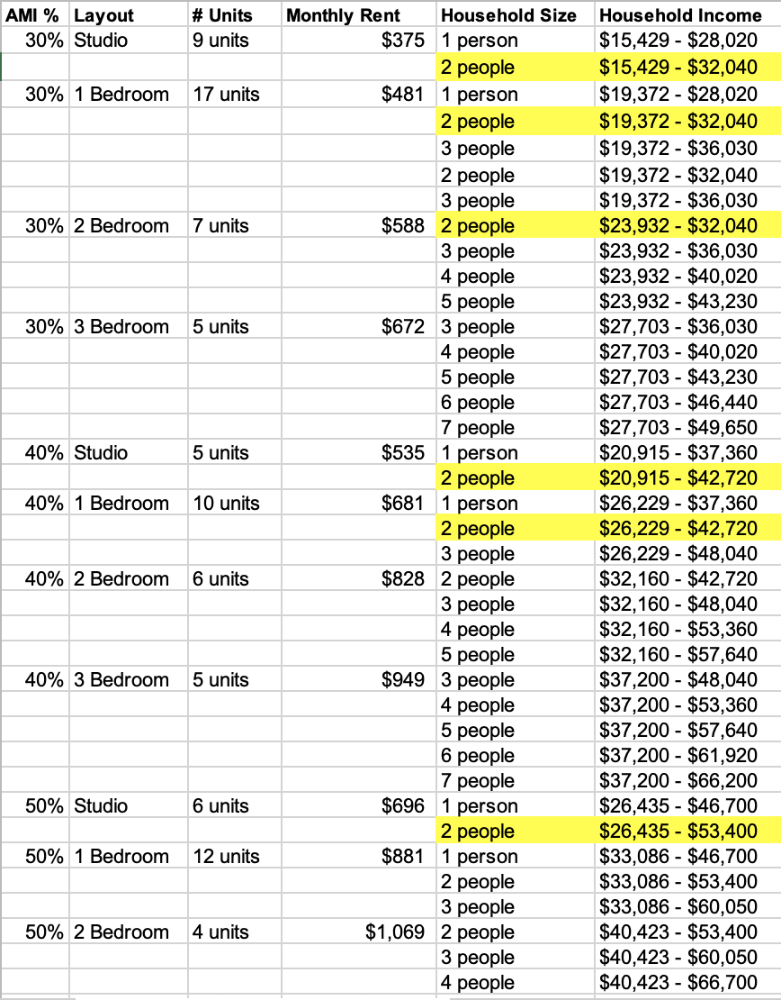 AMI % Layout # Units Monthly Rent Household Size Household Income
30% Studio 9 units $375 1 person $15,429 - $28,020
2 people $15,429 - $32,040
30% 1 Bedroom 17 units $481 1 person $19,372 - $28,020
2 people $19,372 - $32,040
3 people $19,372 - $36,030
2 people $19,372 - $32,040
3 people $19,372 - $36,030
30% 2 Bedroom 7 units $588 2 people $23,932 - $32,040
3 people $23,932 - $36,030
4 people $23,932 - $40,020
5 people $23,932 - $43,230
30% 3 Bedroom 5 units $672 3 people $27,703 - $36,030
4 people $27,703 - $40,020
5 people $27,703 - $43,230
6 people $27,703 - $46,440
7 people $27,703 - $49,650
40% Studio 5 units $535 1 person $20,915 - $37,360
2 people $20,915 - $42,720
40% 1 Bedroom 10 units $681 1 person $26,229 - $37,360
2 people $26,229 - $42,720
3 people $26,229 - $48,040
40% 2 Bedroom 6 units $828 2 people $32,160 - $42,720
3 people $32,160 - $48,040
4 people $32,160 - $53,360
5 people $32,160 - $57,640
40% 3 Bedroom 5 units $949 3 people $37,200 - $48,040
4 people $37,200 - $53,360
5 people $37,200 - $57,640
6 people $37,200 - $61,920
7 people $37,200 - $66,200
50% Studio 6 units $696 1 person $26,435 - $46,700
2 people $26,435 - $53,400
50% 1 Bedroom 12 units $881 1 person $33,086 - $46,700
2 people $33,086 - $53,400
3 people $33,086 - $60,050
50% 2 Bedroom 4 units $1,069 2 people $40,423 - $53,400
3 people $40,423 - $60,050
4 people $40,423 - $66,700